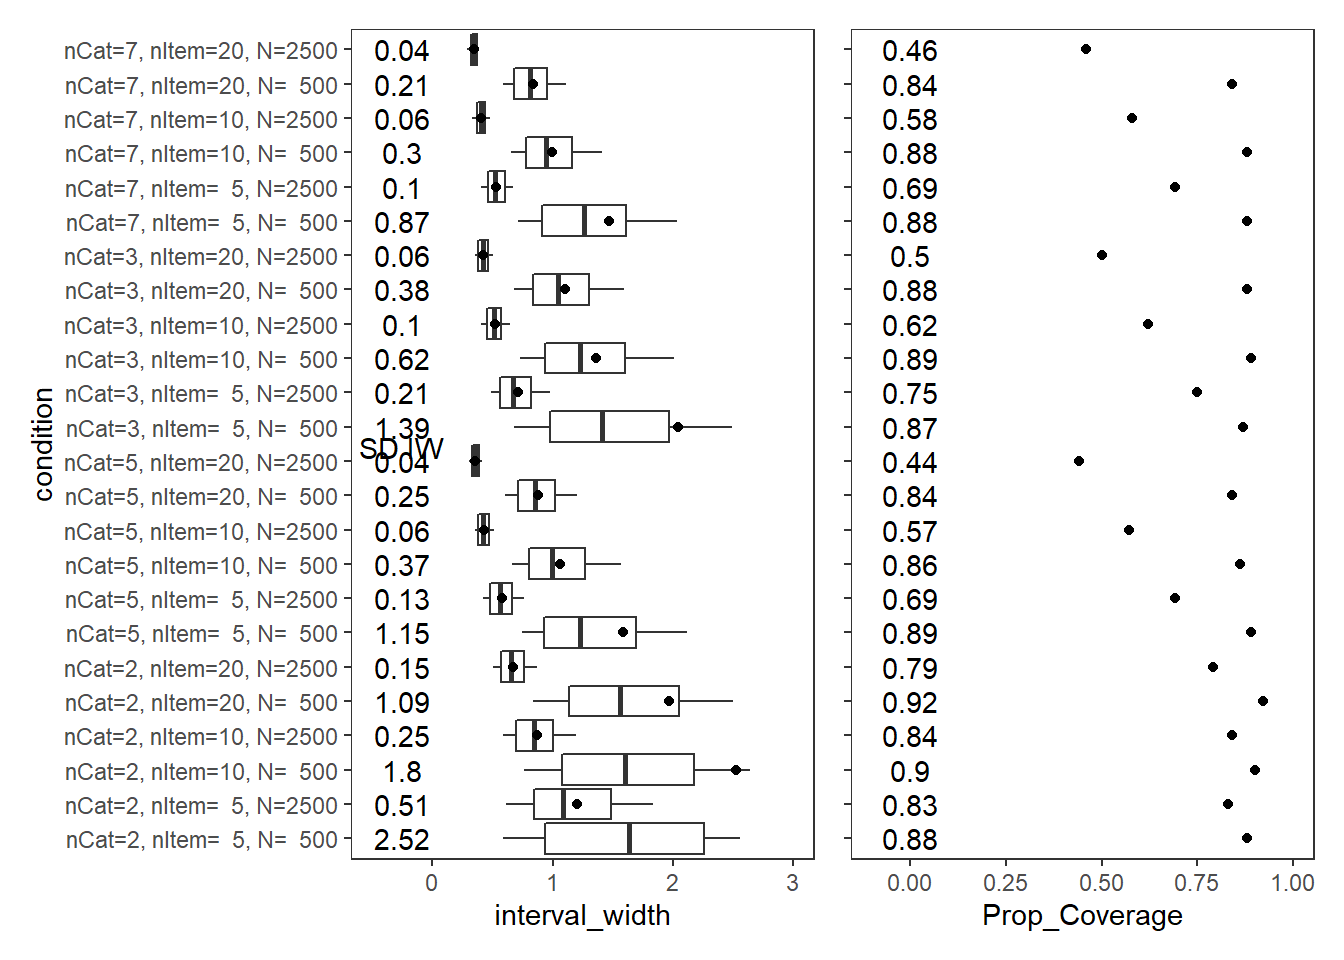 nCat=7, nItem=20, N=2500 0.04 0.46
nCat=7, nItem=20, N= 500 0.21 0.84
nCat=7, nItem=10, N=2500 0.06 0.58
nCat=7, nItem=10, N= 500 0.3 0.88
nCat=7, nItem= 5, N=2500 0.1 0.69
nCat=7, nItem= 5, N= 500 0.87 0.88
nCat=3, nItem=20, N=2500 0.06 0.5
nCat=3, nItem=20, N= 500 0.38 0.88
nCat=3, nItem=10, N=2500 0.1 0.62
nCat=3, nItem=10, N= 500 0.62 0.89
nCat=3, nItem= 5, N=2500 0.21 0.75
nCat=3, nItem= 5, N= 500 1.39 0.87
SD.IW
nCat=5, nItem=20, N=2500 0.04 0.44
nCat=5, nItem=20, N= 500 0.25 0.84
nCat=5, nItem=10, N=2500 0.06 0.57
nCat=5, nItem=10, N= 500 0.37 0.86
nCat=5, nItem= 5, N=2500 0.13 0.69
nCat=5, nItem= 5, N= 500 1.15 0.89
nCat=2, nItem=20, N=2500 0.15 0.79
nCat=2, nItem=20, N= 500 1.09 0.92
nCat=2, nItem=10, N=2500 0.25 0.84
nCat=2, nItem=10, N= 500 1.8 0.9
nCat=2, nItem= 5, N=2500 0.51 0.83
nCat=2, nItem= 5, N= 500 2.52 0.88
condition
0 1 2 3 0.00 0.25 0.50 0.75 1.00
interval_width Prop_Coverage